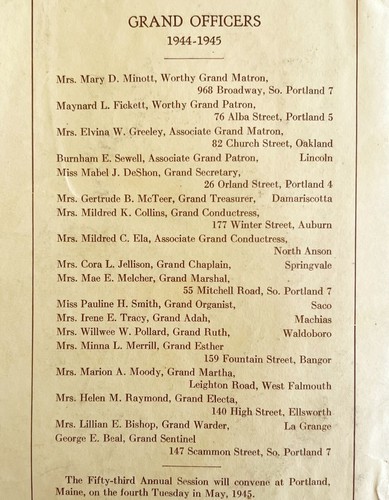 GRAND OFFICERS
1944-1945
Mrs. Mary D. Minott, Worthy Grand Matron,
968 Broadway, So. Portland 7
Maynard L. Fickett, Worthy Grand Patron,
76 Alba Street, Portland 5
Mrs. Elvina W. Greeley, Associate Grand Matron,
82 Church Street, Oakland
Burnham E. Sewell, Associate Grand Patron, Lincoln
Miss Mabel J. DeShon, Grand Secretary,
26 Orland Street, Portland 4
Mrs. Gertrude B. McTeer, Grand Treasurer, Damariscotta
Mrs. Mildred K. Collins, Grand Conductress,
177 Winter Street, Auburn
Mrs. Mildred C. Ela, Associate Grand Conductress,
North Anson
Mrs. Cora L. Jellison, Grand Chaplain, Springvale
Mrs. Mae E. Melcher, Grand Marshal,
55 Mitchell Road, So. Portland 7
Miss Pauline H. Smith, Grand Organist, Saco
Mrs. Irene E. Tracy, Grand Adah, Machias
Mrs. Willwee W. Pollard, Grand Ruth, Waldoboro
Mrs. Minna L. Merrill, Grand Esther
159 Fountain Street, Bangor
Mrs. Marion A. Moody, Grand Martha,
Leighton Road, West Falmouth
Mrs. Helen M. Raymond, Grand Electa,
140 High Street, Ellsworth
Mrs. Lillian E. Bishop, Grand Warder, La Grange
George E. Beal, Grand Sentinel
147 Scammon Street, So. Portland 7
The Fifty-third Annual Session will convene at Portland,
Maine, on the fourth Tuesday in May, 1945.